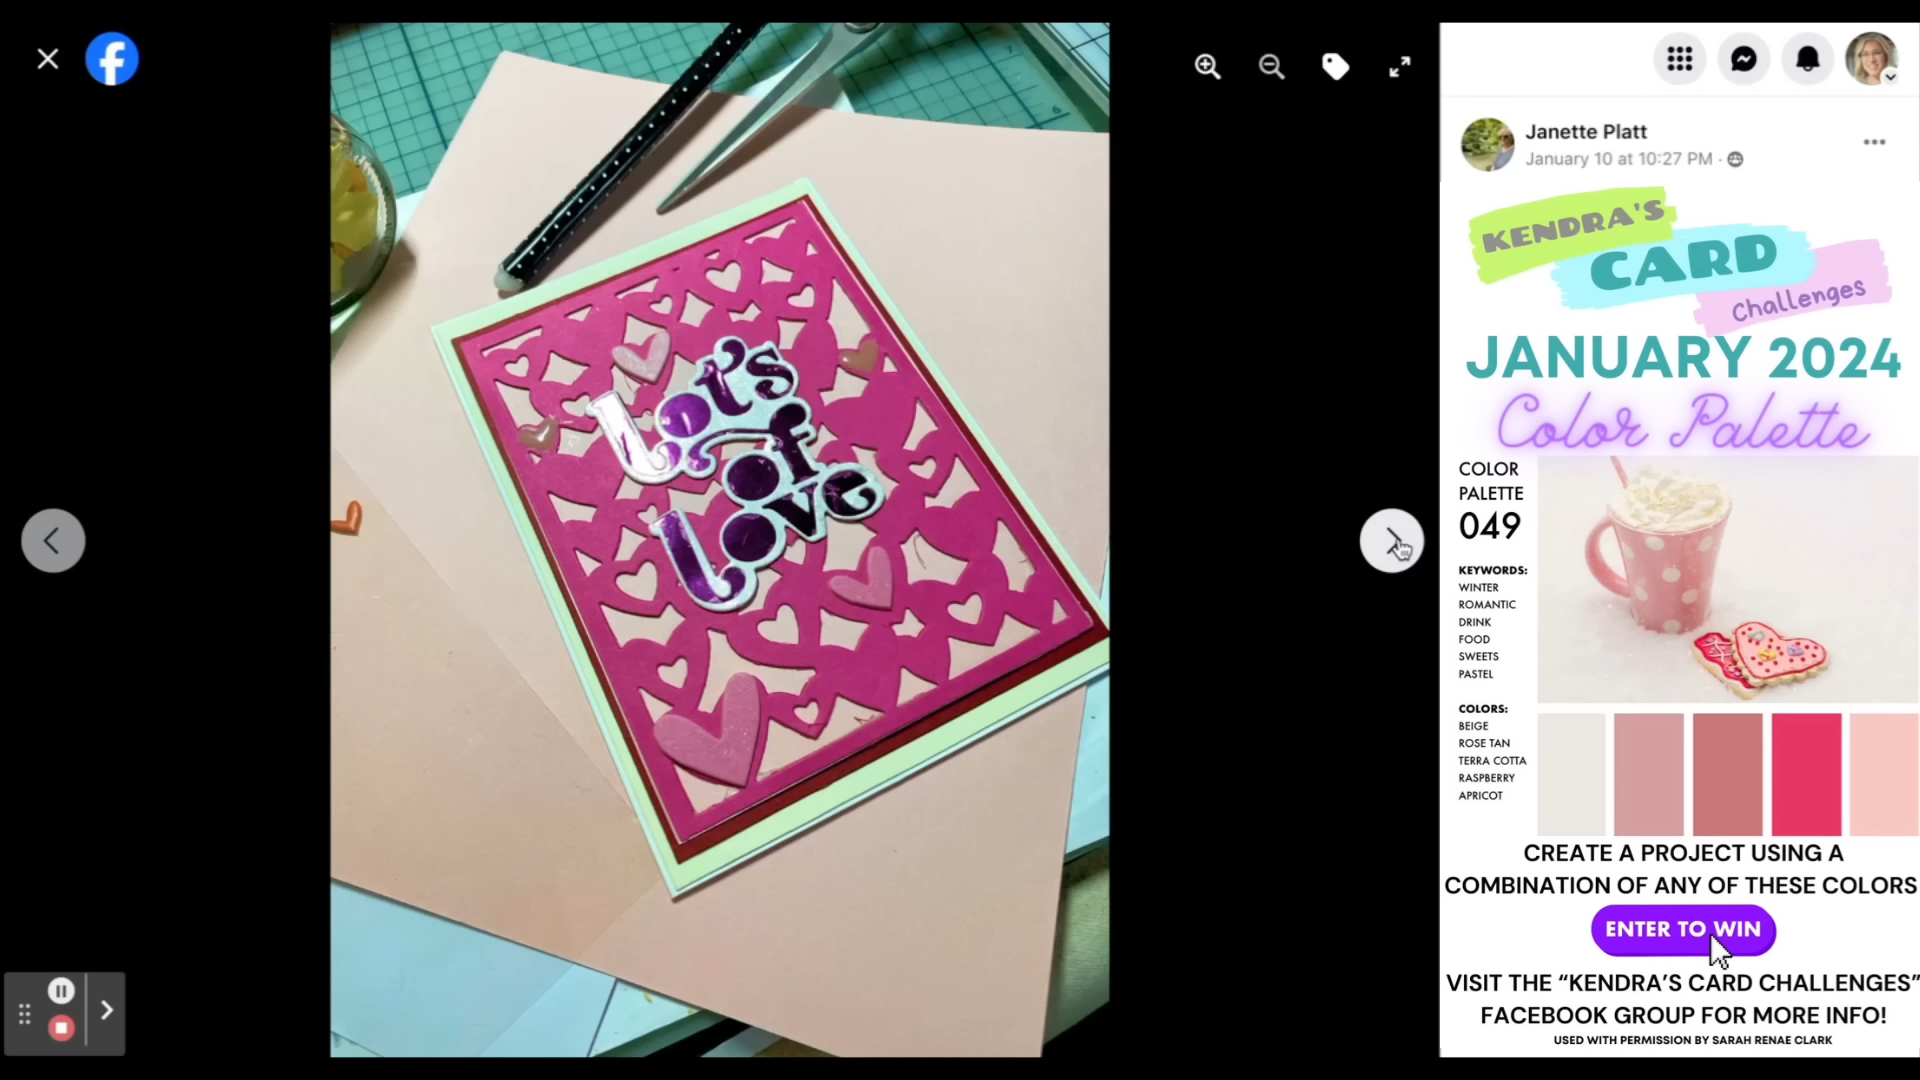 Janette Platt
January 10 at 10:27 PM ·
KENDRA'S
CARD
Challenges
JANUARY 2024
Color Palette
COLOR
PALETTE
049
KEYWORDS:
WINTER
ROMANTIC
DRINK
FOOD
SWEETS
PASTEL
COLORS:
BEIGE
ROSE TAN
TERRA COTTA
RASPBERRY
APRICOT
CREATE A PROJECT USING A
COMBINATION OF ANY OF THESE COLORS
ENTER TO WIN
VISIT THE “KENDRA’S CARD CHALLENGES”
FACEBOOK GROUP FOR MORE INFO!
USED WITH PERMISSION BY SARAH RENAE CLARK
lot's
of
love